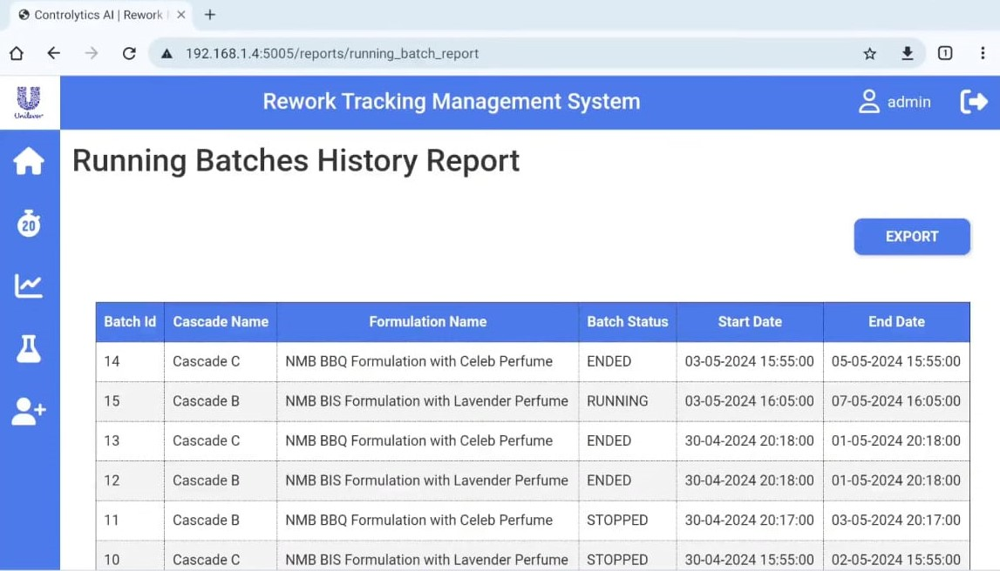 Controlytics AI | Rework
192.168.1.4:5005/reports/running_batch_report
1
Unilever
Rework Tracking Management System
admin
Running Batches History Report
20
EXPORT
Batch Id Cascade Name Formulation Name Batch Status Start Date End Date
14 Cascade C NMB BBQ Formulation with Celeb Perfume ENDED 03-05-2024 15:55:00 05-05-2024 15:55:00
15 Cascade B NMB BIS Formulation with Lavender Perfume RUNNING 03-05-2024 16:05:00 07-05-2024 16:05:00
13 Cascade C NMB BBQ Formulation with Celeb Perfume ENDED 30-04-2024 20:18:00 01-05-2024 20:18:00
12 Cascade B NMB BIS Formulation with Lavender Perfume ENDED 30-04-2024 20:18:00 01-05-2024 20:18:00
11 Cascade B NMB BBQ Formulation with Celeb Perfume STOPPED 30-04-2024 20:17:00 03-05-2024 20:17:00
10 Cascade C NMB BIS Formulation with Lavender Perfume STOPPED 30-04-2024 15:55:00 02-05-2024 15:55:00